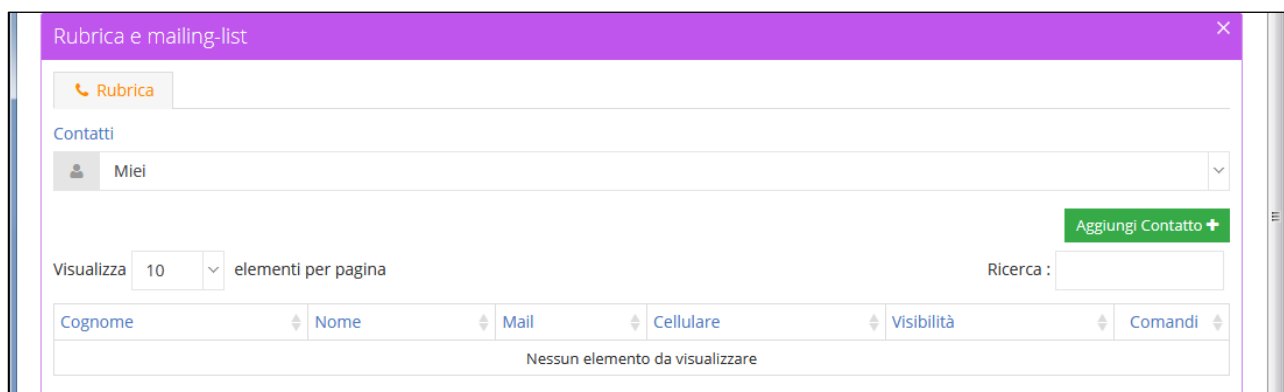 Rubrica e mailing-list
Rubrica
Contatti
Miei
Aggiungi Contatto
Visualizza 10 elementi per pagina Ricerca :
Cognome Nome Mail Cellulare Visibilità Comandi
Nessun elemento da visualizzare